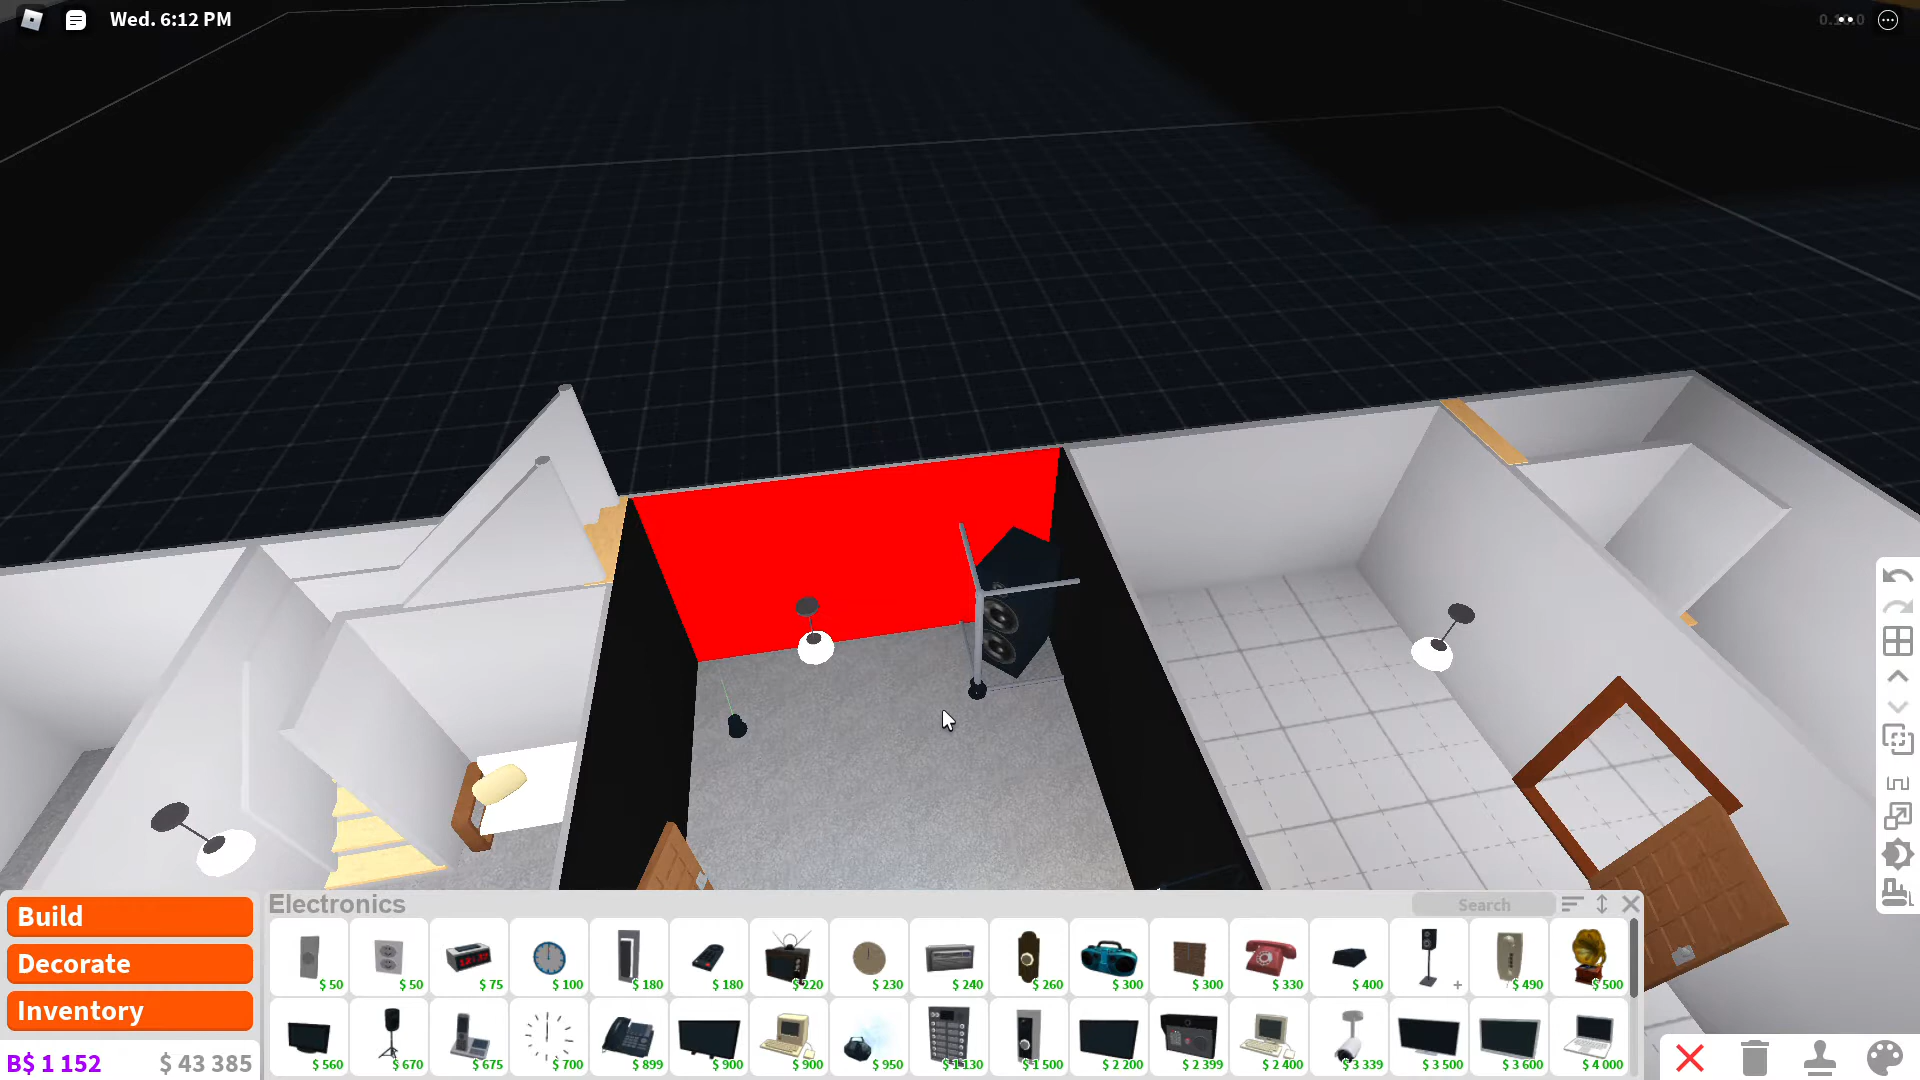 Wed. 6:12 PM
Electronics
Search
Build
Decorate
Inventory
B$ 1 152
$ 43 385
$ 50
$ 50
$ 75
$ 100
$ 180
$ 180
$ 220
$ 230
$ 240
$ 260
$ 300
$ 300
$ 330
$ 400
+
$ 490
$ 500
$ 560
$ 670
$ 675
$ 700
$ 899
$ 900
$ 900
$ 950
$ 1 130
$ 1 500
$ 2 200
$ 2 399
$ 2 400
$ 3 339
$ 3 500
$ 3 600
$ 4 000